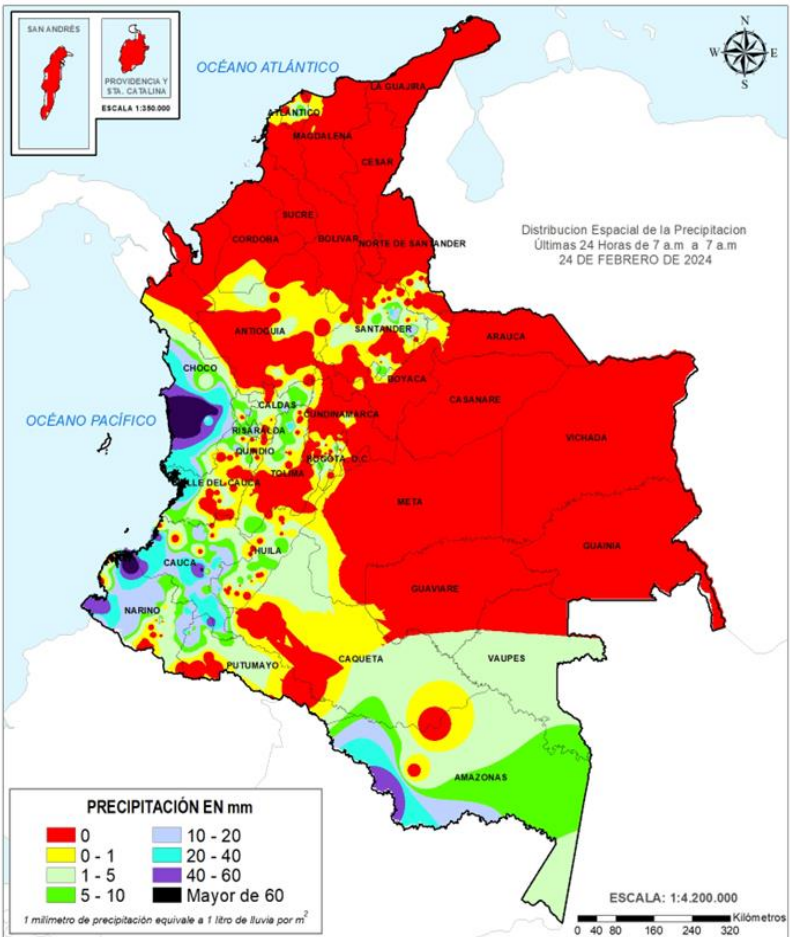 SAN ANDRÉS
PROVIDENCIA Y
STA. CATALINA
ESCALA 1:350.000
N
W
E
S
OCÉANO ATLÁNTICO
LA GUAJIRA
ATLANTICO
MAGDALENA
CESAR
SUCRE
CORDOBA
BOLIVAR
NORTE DE SANTANDER
Distribucion Espacial de la Precipitacion
Últimas 24 Horas de 7 a.m a 7 a.m
24 DE FEBRERO DE 2024
ANTIOQUIA
SANTANDER
ARAUCA
CHOCO
BOYACA
CASANARE
CALDAS
CUNDINAMARCA
OCÉANO PACÍFICO
RISARALDA
VICHADA
QUINDIO
BOGOTA D.C.
TOLIMA
VALLE DEL CAUCA
META
GUAINIA
HUILA
CAUCA
GUAVIARE
NARINO
CAQUETA
VAUPES
PUTUMAYO
AMAZONAS
PRECIPITACIÓN EN mm
0
0 - 1
1 - 5
5 - 10
10 - 20
20 - 40
40 - 60
Mayor de 60
1 milimetro de precipitación equivale a 1 litro de lluvia por m²
ESCALA: 1:4.200.000
Kilómetros
0 40 80 160 240 320